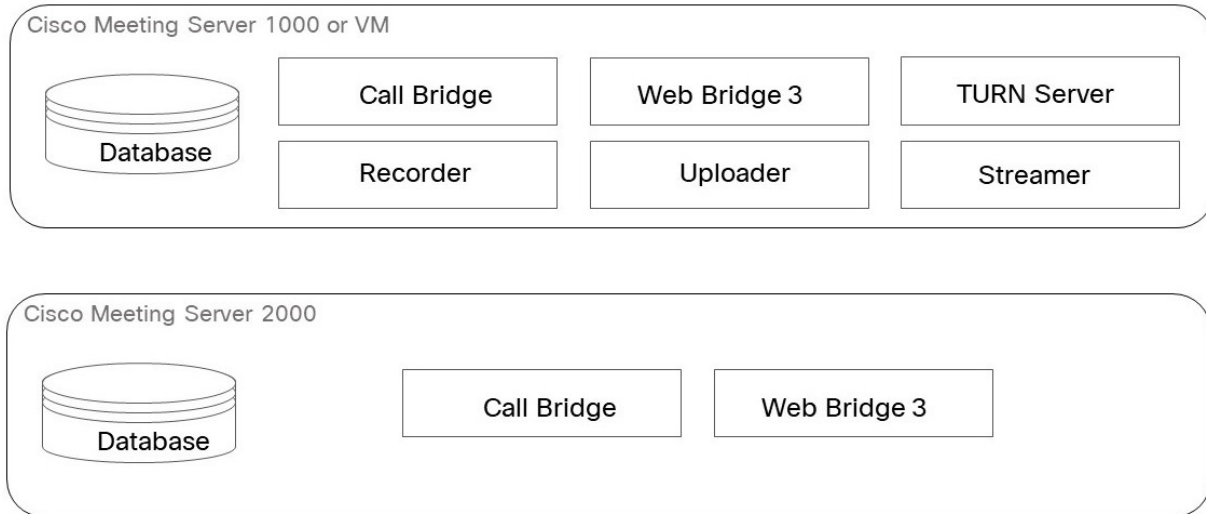 Cisco Meeting Server 1000 or VM
Call Bridge
Web Bridge 3
TURN Server
Database
Recorder
Uploader
Streamer
Cisco Meeting Server 2000
Call Bridge
Web Bridge 3
Database